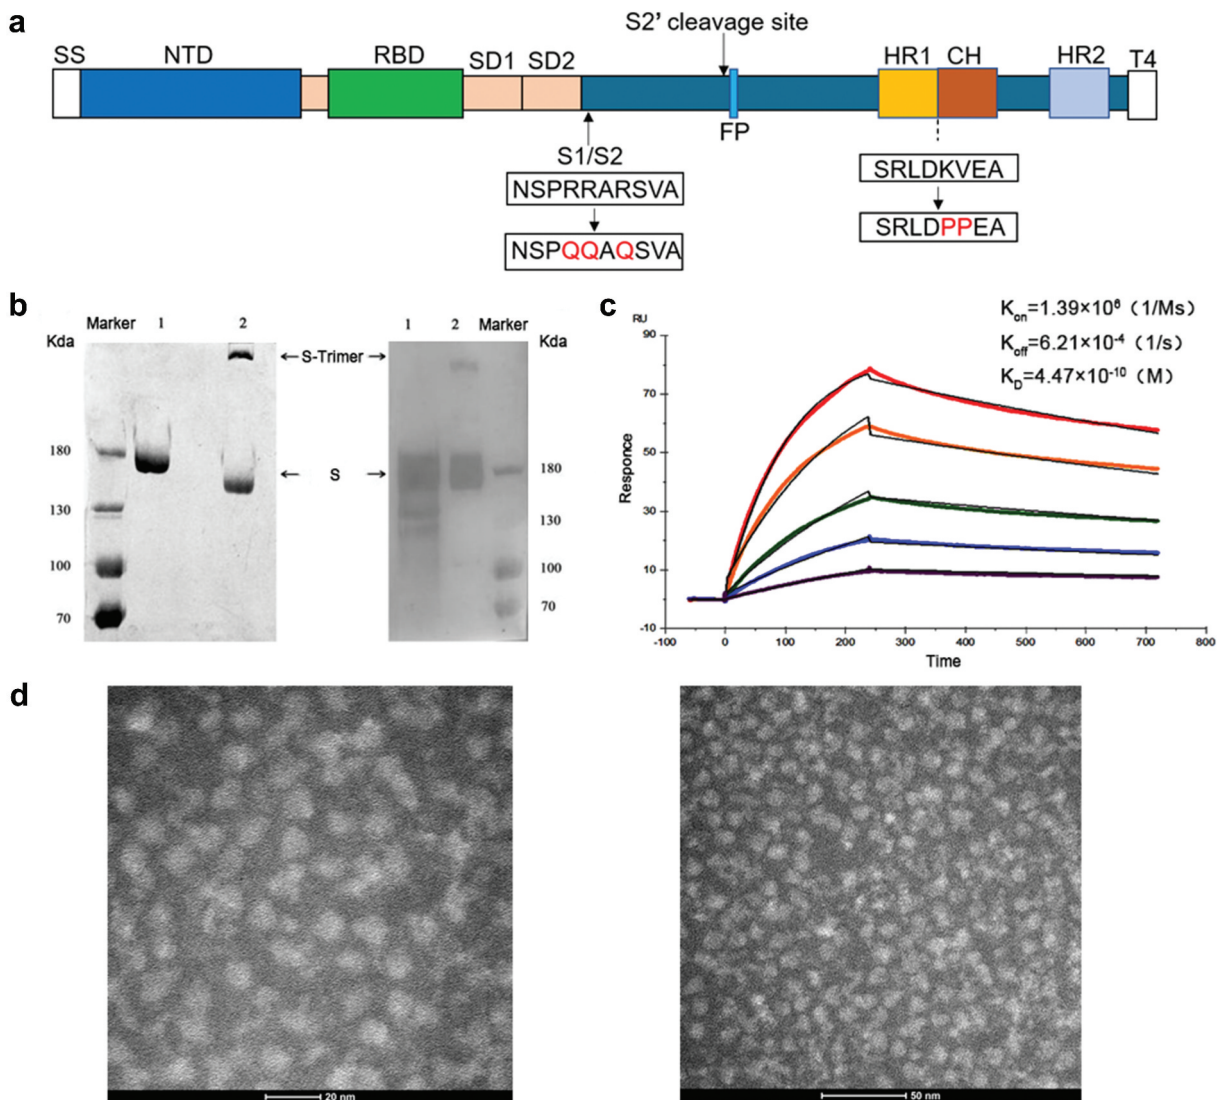 a
S2’ cleavage site
SS NTD RBD SD1 SD2 HR1 CH HR2 T4
FP
S1/S2
NSPRRARSVA
NSPQQAQSVA
SRLDKVEA
SRLDPPEA
b
Marker 1 2
Kda
180
130
100
70
S-Trimer
S
1 2 Marker
Kda
180
130
100
70
c
RU
Kon=1.39×10⁶ (1/Ms)
Koff=6.21×10⁻⁴ (1/s)
KD=4.47×10⁻¹⁰ (M)
90
70
50
30
10
-10
Responce
-100 0 100 200 300 400 500 600 700 800
Time
d
20 nm
50 nm